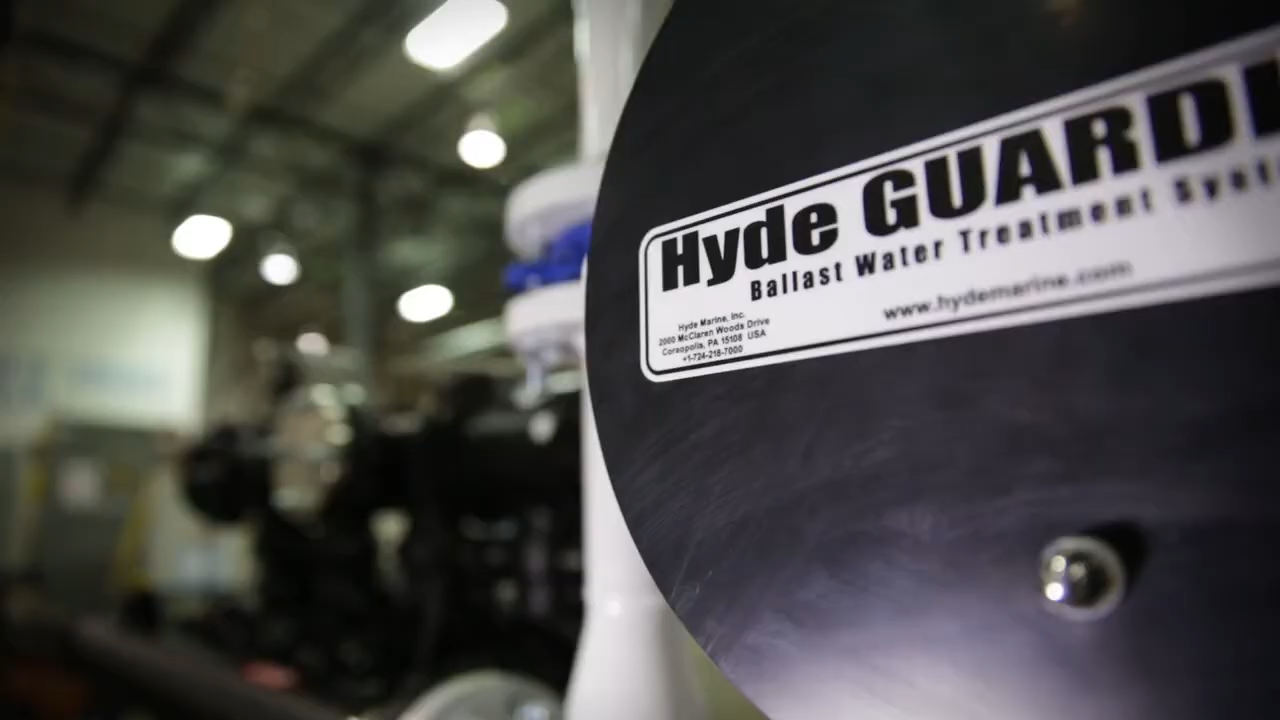 Hyde GUARD
Ballast Water Treatment Syst
www.hydemarine.com
Hyde Marine, Inc.
2000 McClaren Woods Drive
Coraopolis, PA 15108 USA
+1-724-218-7000